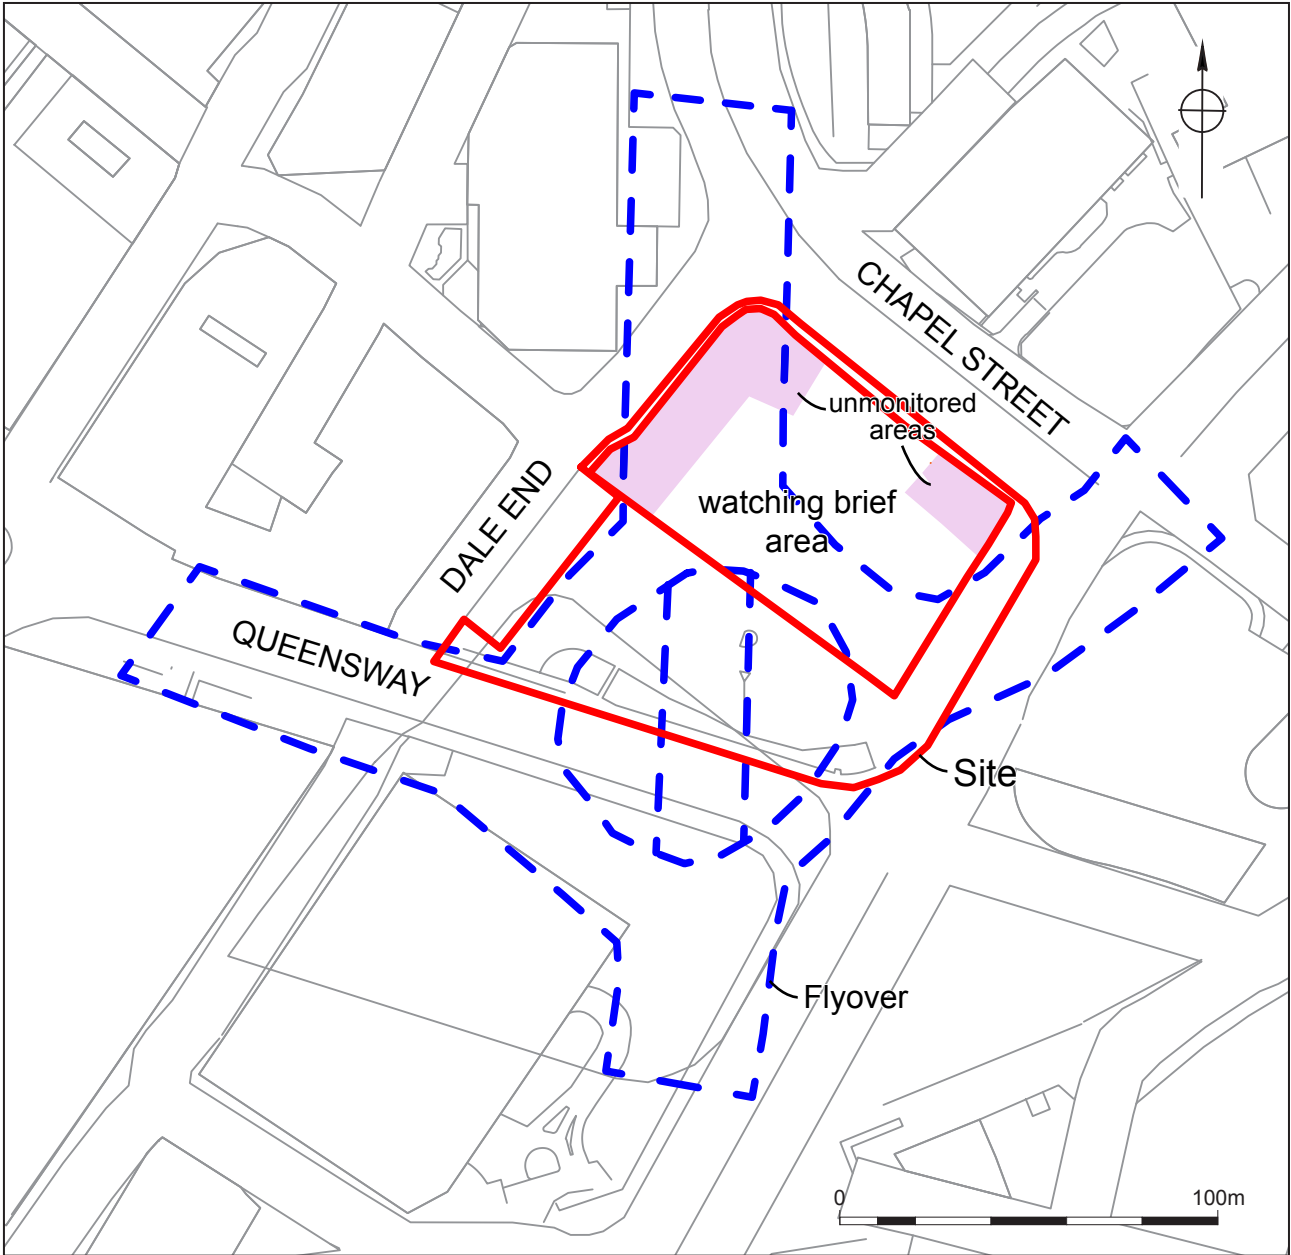 CHAPEL STREET
unmonitored
areas
DALE END
watching brief
area
QUEENSWAY
Site
Flyover
0 100m